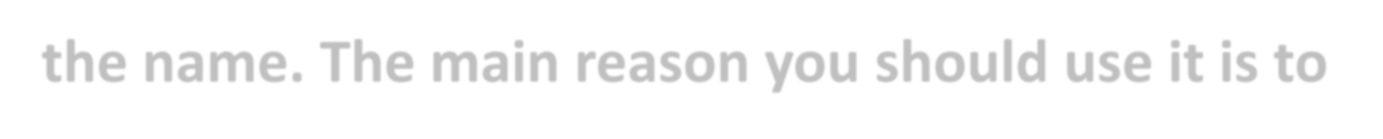 the name. The main reason you should use it is to